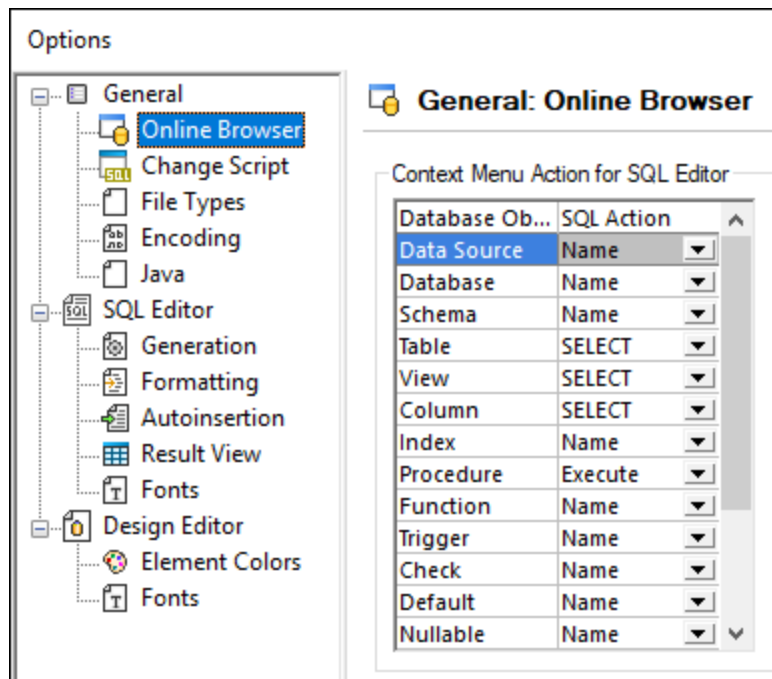 Options
General
Online Browser
Change Script
File Types
Encoding
Java
SQL Editor
Generation
Formatting
Autoinsertion
Result View
Fonts
Design Editor
Element Colors
Fonts
General: Online Browser
Context Menu Action for SQL Editor
Database Ob... SQL Action
Data Source Name
Database Name
Schema Name
Table SELECT
View SELECT
Column SELECT
Index Name
Procedure Execute
Function Name
Trigger Name
Check Name
Default Name
Nullable Name